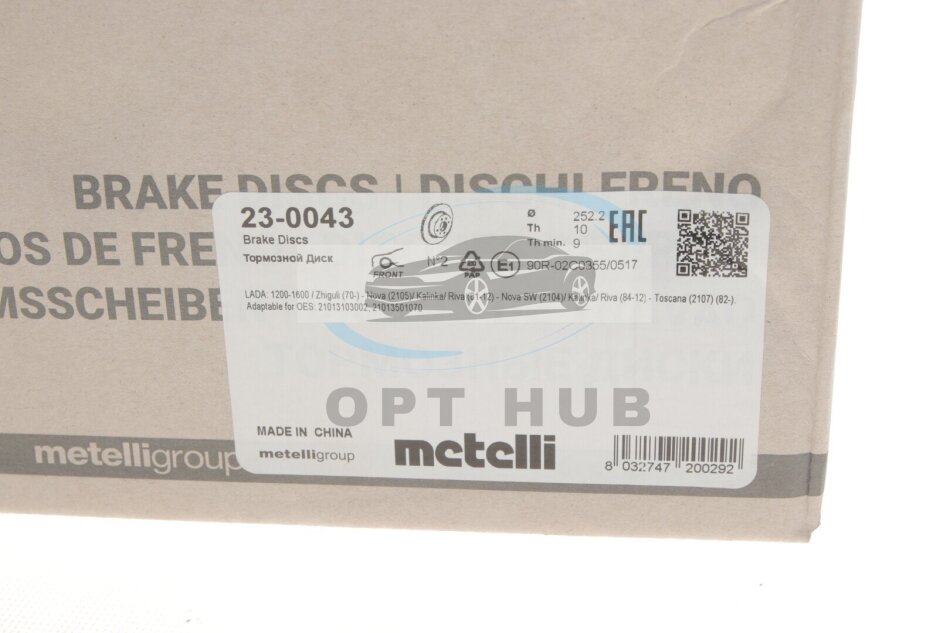 BRAKE DISCS | DISCHI FRENO
OS DE FRE
MSSCHEIBE
23-0043
Brake Discs
Тормозной Диск
FRONT
N°2
PAP
E1
ø 252.2
Th 10
Th min. 9
EAC
90R-02C0355/0517
LADA: 1200-1600 / Zhiguli (70-) - Nova (2105)/ Kalinka/ Riva (81-12) - Nova SW (2104)/ Kalinka/ Riva (84-12) - Toscana (2107) (82-).
Adaptable for OES: 21013103002, 21013501070
OPT HUB
MADE IN CHINA
metelligroup
metelli
8 032747 200292
metelligroup